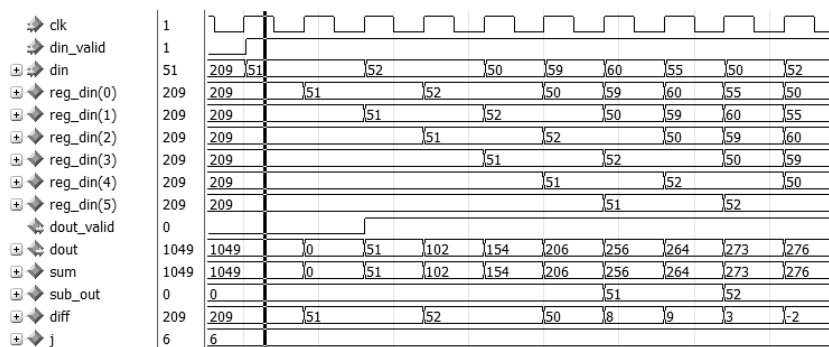 clk 1
din_valid 1
din 51 209 51 52 50 59 60 55 50 52
reg_din(0) 209 209 51 52 50 59 60 55 50
reg_din(1) 209 209 51 52 50 59 60 55
reg_din(2) 209 209 51 52 50 59 60
reg_din(3) 209 209 51 52 50 59
reg_din(4) 209 209 51 52 50
reg_din(5) 209 209 51 52
dout_valid 0
dout 1049 1049 0 51 102 154 206 256 264 273 276
sum 1049 1049 0 51 102 154 206 256 264 273 276
sub_out 0 0 51 52
diff 209 209 51 52 50 8 9 3 -2
j 6 6